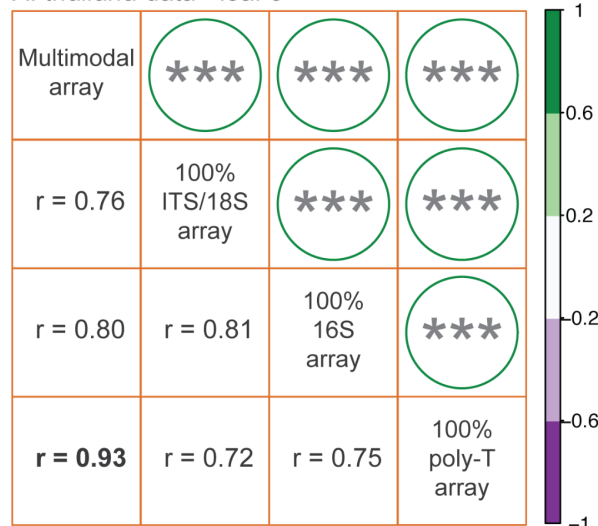 Multimodal
array
***
***
***
r = 0.76
100%
ITS/18S
array
***
***
r = 0.80
r = 0.81
100%
16S
array
***
r = 0.93
r = 0.72
r = 0.75
100%
poly-T
array
1
0.6
0.2
-0.2
-0.6
-1